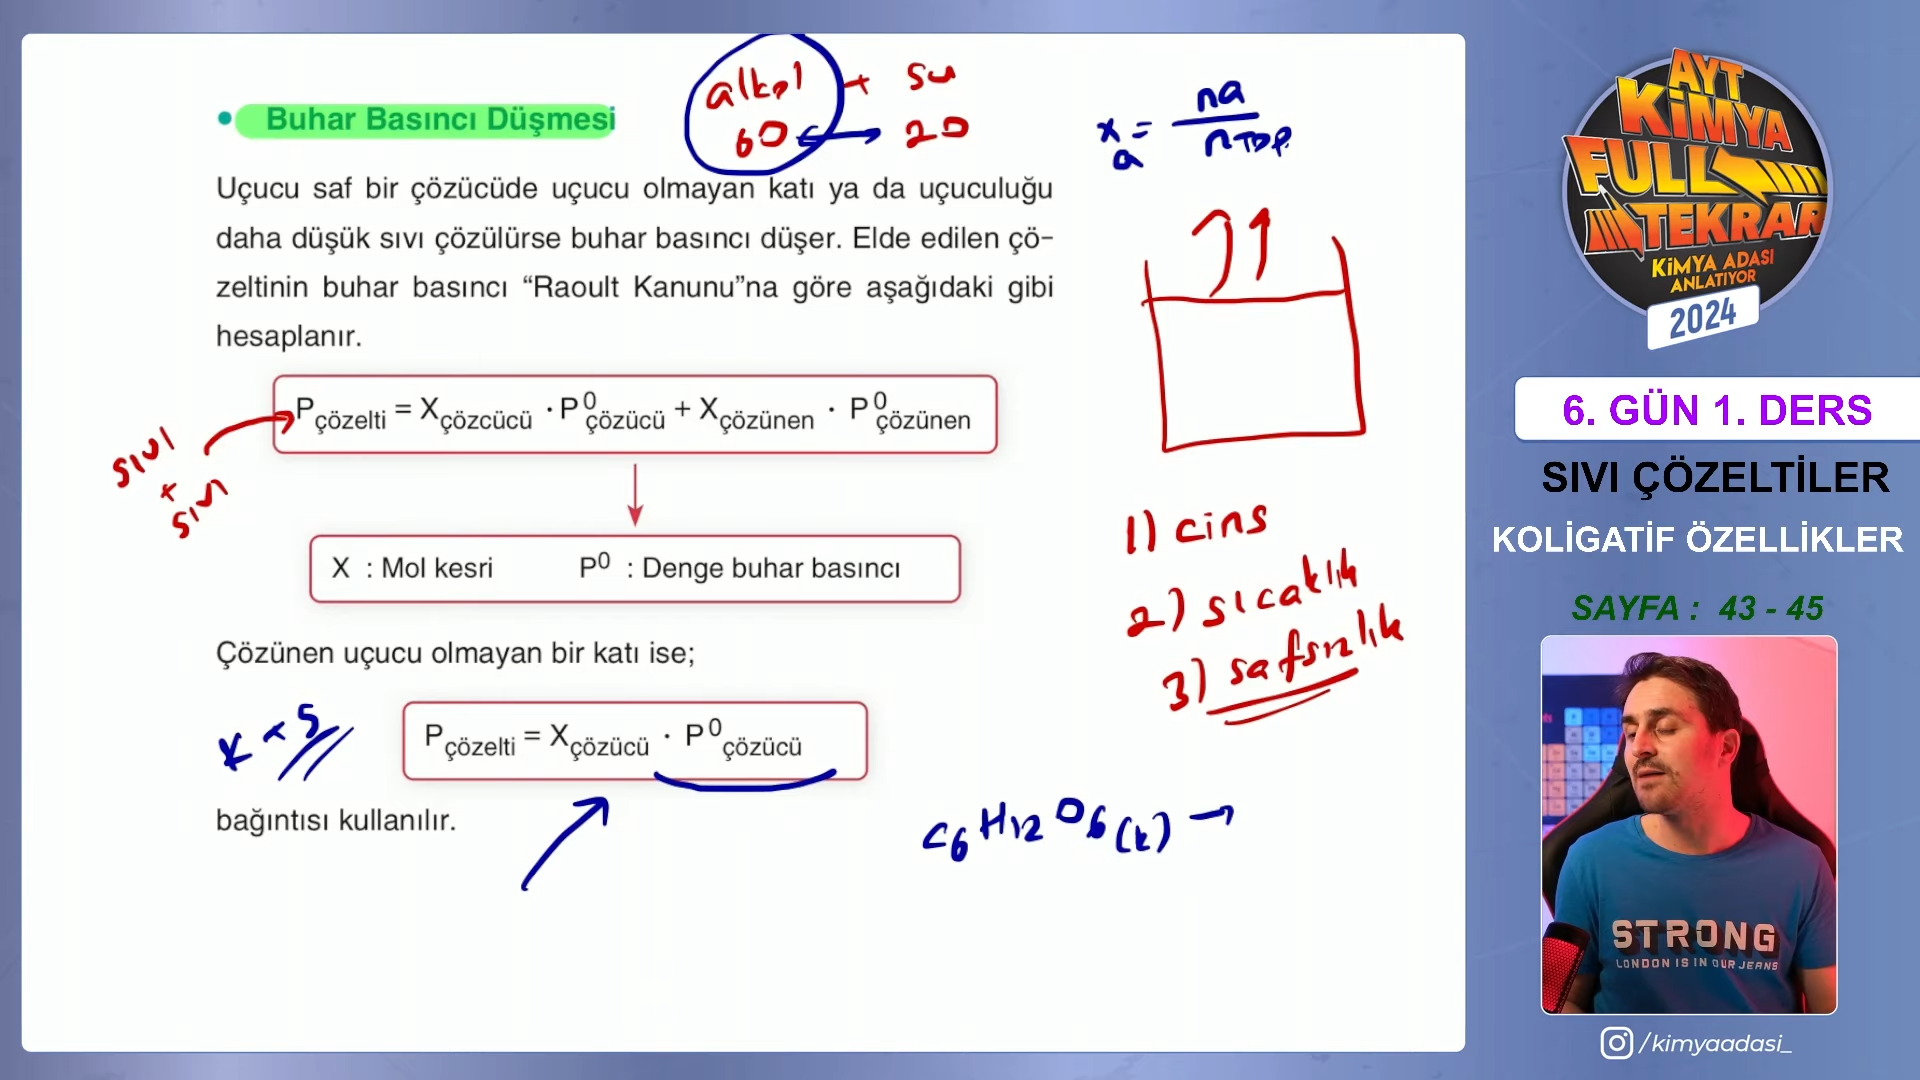 alkol + su
60 20
• Buhar Basıncı Düşmesi
Uçucu saf bir çözücüde uçucu olmayan katı ya da uçuculuğu
daha düşük sıvı çözülürse buhar basıncı düşer. Elde edilen çö-
zeltinin buhar basıncı “Raoult Kanunu”na göre aşağıdaki gibi
hesaplanır.
Pçözelti = Xçözcücü · P⁰çözücü + Xçözünen · P⁰çözünen
sıvı
+
sıvı
X : Mol kesri P⁰ : Denge buhar basıncı
Çözünen uçucu olmayan bir katı ise;
Pçözelti = Xçözücü · P⁰çözücü
bağıntısı kullanılır.
xa = na / nTop.
1) cins
2) sıcaklık
3) safsızlık
C6H12O6(k) →
AYT
KİMYA
FULL
TEKRAR
KİMYA ADASI
ANLATIYOR
2024
6. GÜN 1. DERS
SIVI ÇÖZELTİLER
KOLİGATİF ÖZELLİKLER
SAYFA : 43 - 45
STRONG
LONDON IS IN OUR JEANS
/kimyaadasi_